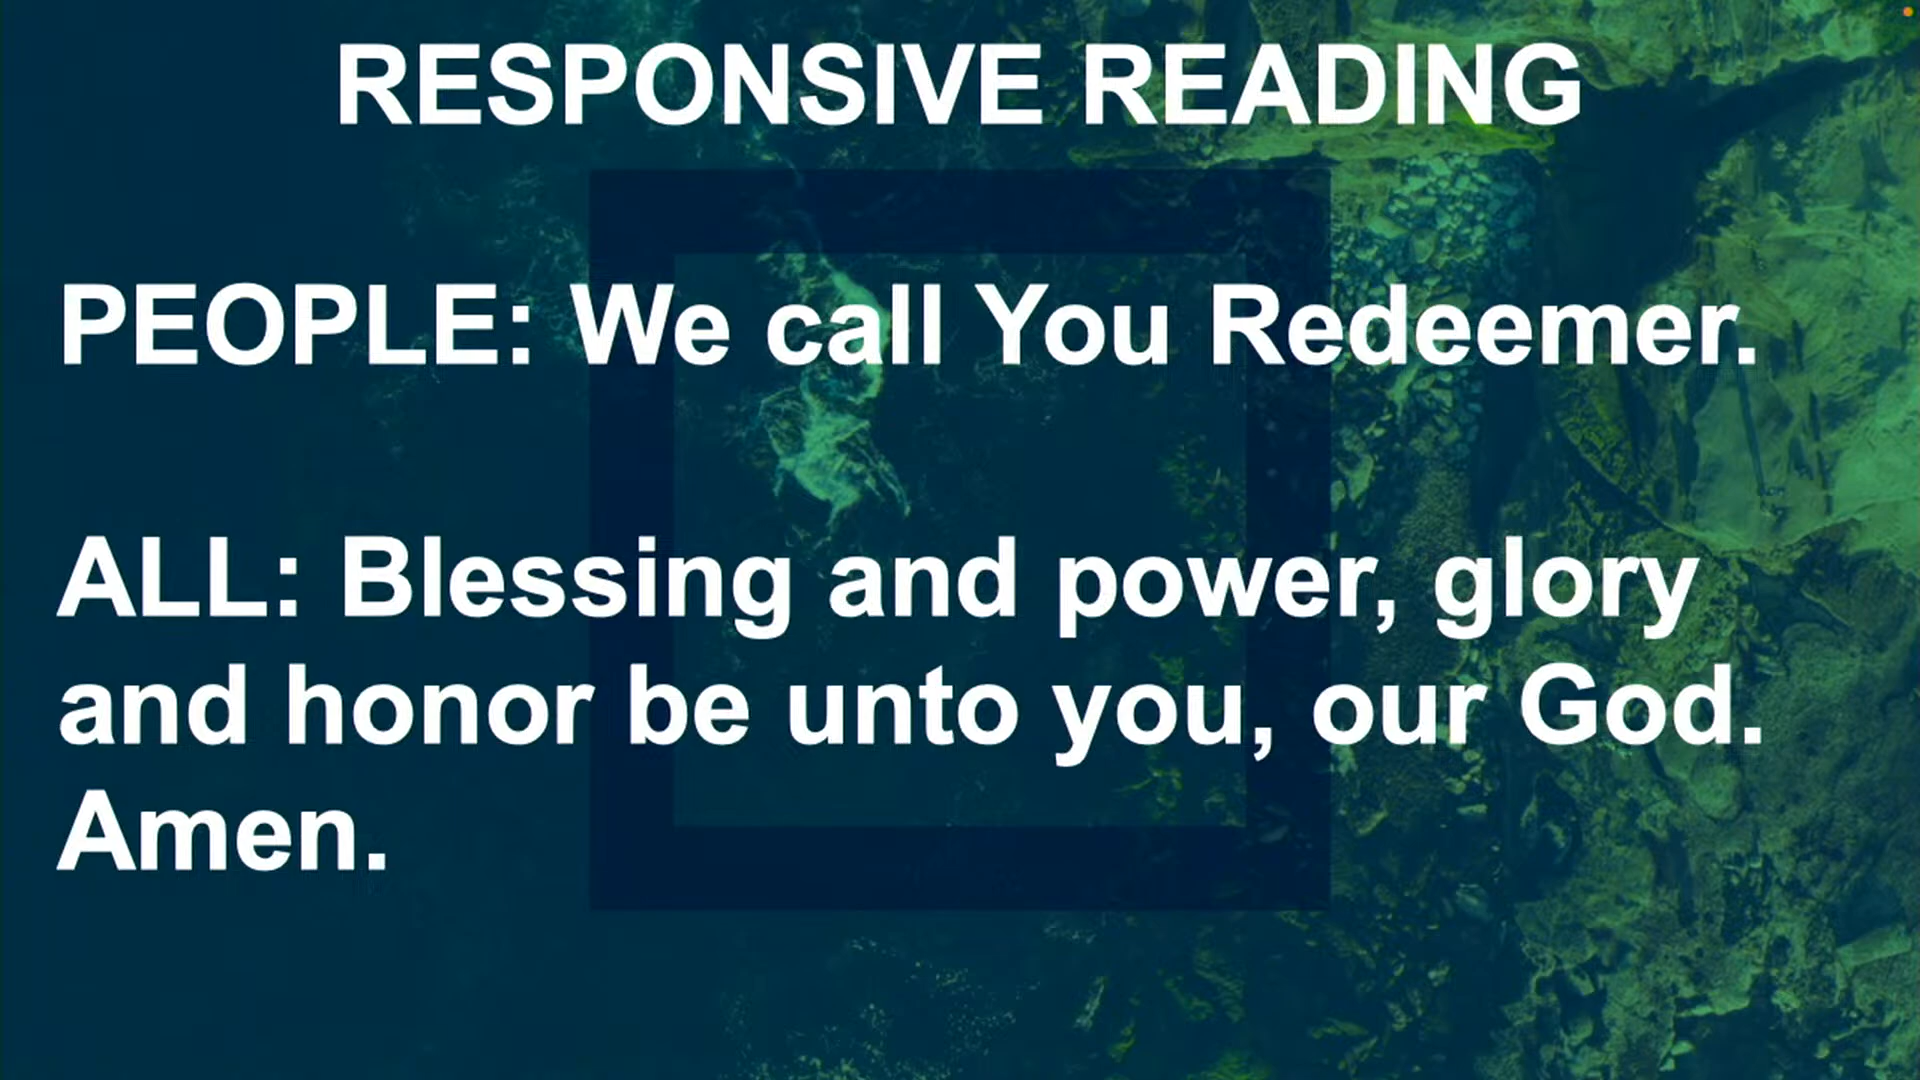 RESPONSIVE READING
PEOPLE: We call You Redeemer.
ALL: Blessing and power, glory
and honor be unto you, our God.
Amen.